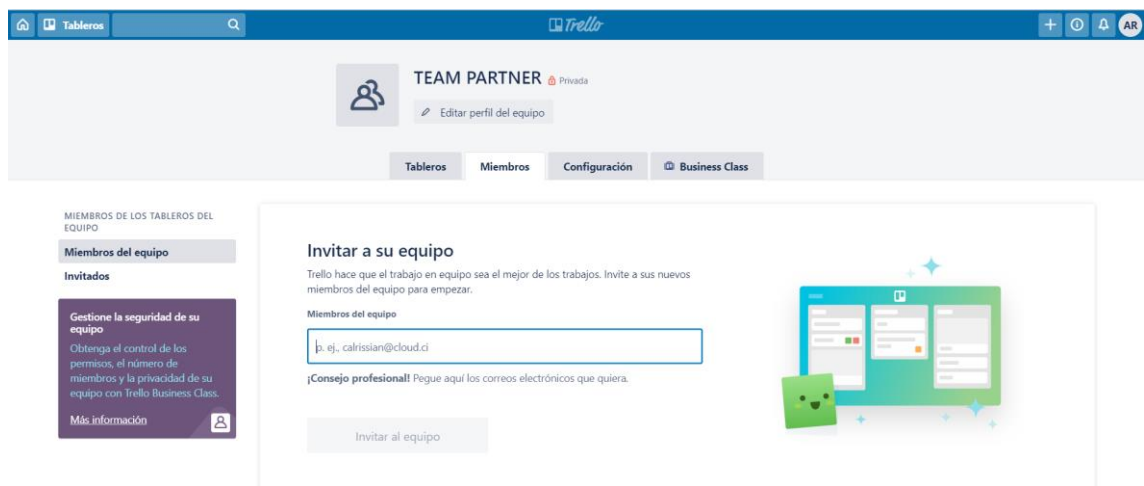 Tableros
Trello
AR
TEAM PARTNER Privada
Editar perfil del equipo
Tableros
Miembros
Configuración
Business Class
MIEMBROS DE LOS TABLEROS DEL
EQUIPO
Miembros del equipo
Invitados
Gestione la seguridad de su
equipo
Obtenga el control de los
permisos, el número de
miembros y la privacidad de su
equipo con Trello Business Class.
Más información
Invitar a su equipo
Trello hace que el trabajo en equipo sea el mejor de los trabajos. Invite a sus nuevos
miembros del equipo para empezar.
Miembros del equipo
p. ej., calrissian@cloud.ci
¡Consejo profesional! Pegue aquí los correos electrónicos que quiera.
Invitar al equipo